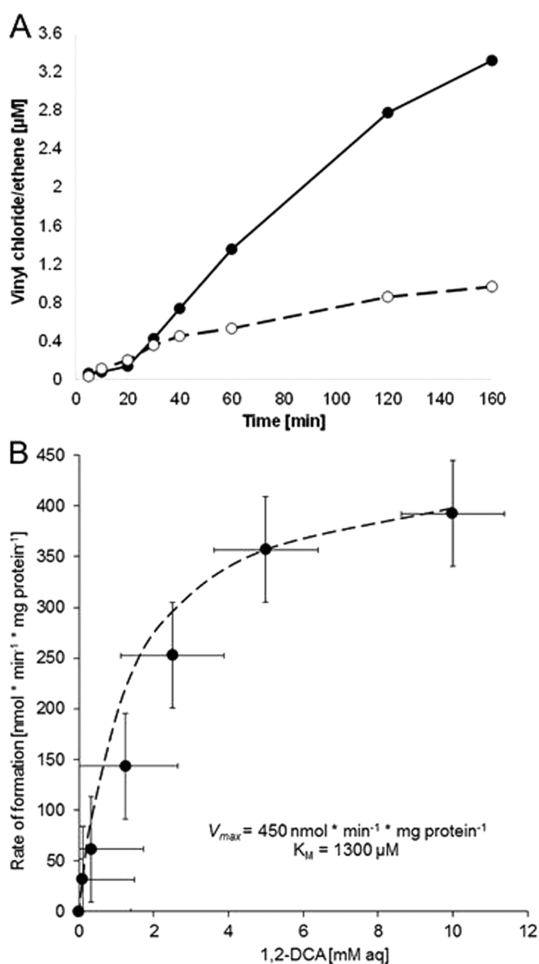 A
3.6
3.2
2.8
2.4
2
1.6
1.2
0.8
0.4
0
Vinyl chloride/ethene [µM]
0 20 40 60 80 100 120 140 160
Time [min]
B
450
400
350
300
250
200
150
100
50
0
Rate of formation [nmol * min⁻¹ * mg protein⁻¹]
V_max = 450 nmol * min⁻¹ * mg protein⁻¹
K_M = 1300 µM
0 2 4 6 8 10 12
1,2-DCA [mM aq]